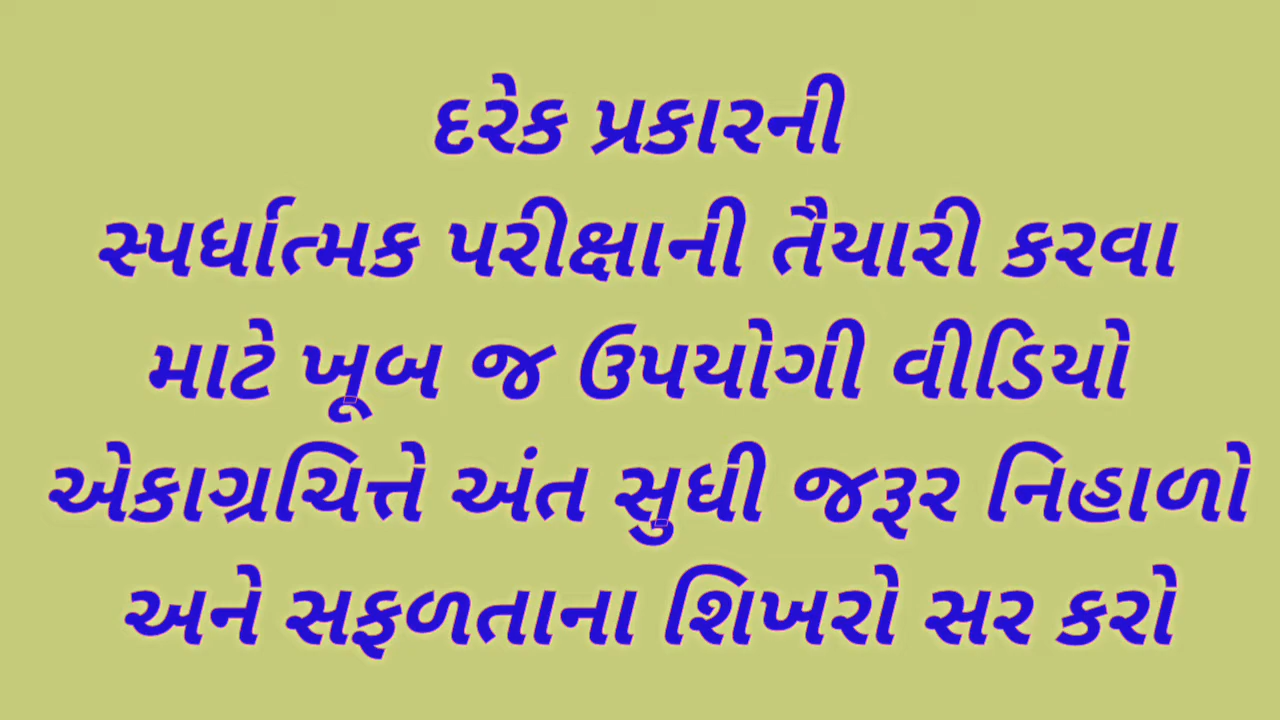 દરેક પ્રકારની
સ્પર્ધાત્મક પરીક્ષાની તૈયારી કરવા
માટે ખૂબ જ ઉપયોગી વીડિયો
એકાગ્રચિત્તે અંત સુધી જરૂર નિહાળો
અને સફળતાના શિખરો સર કરો